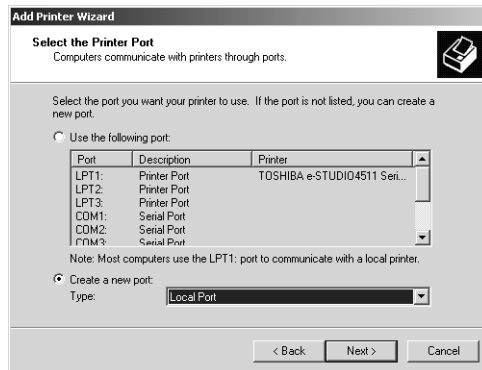 Add Printer Wizard
Select the Printer Port
Computers communicate with printers through ports.
Select the port you want your printer to use. If the port is not listed, you can create a
new port.
Use the following port:
Port Description Printer
LPT1: Printer Port TOSHIBA e-STUDIO4511 Seri...
LPT2: Printer Port
LPT3: Printer Port
COM1: Serial Port
COM2: Serial Port
COM3: Serial Port
Note: Most computers use the LPT1: port to communicate with a local printer.
Create a new port:
Type: Local Port
< Back Next > Cancel